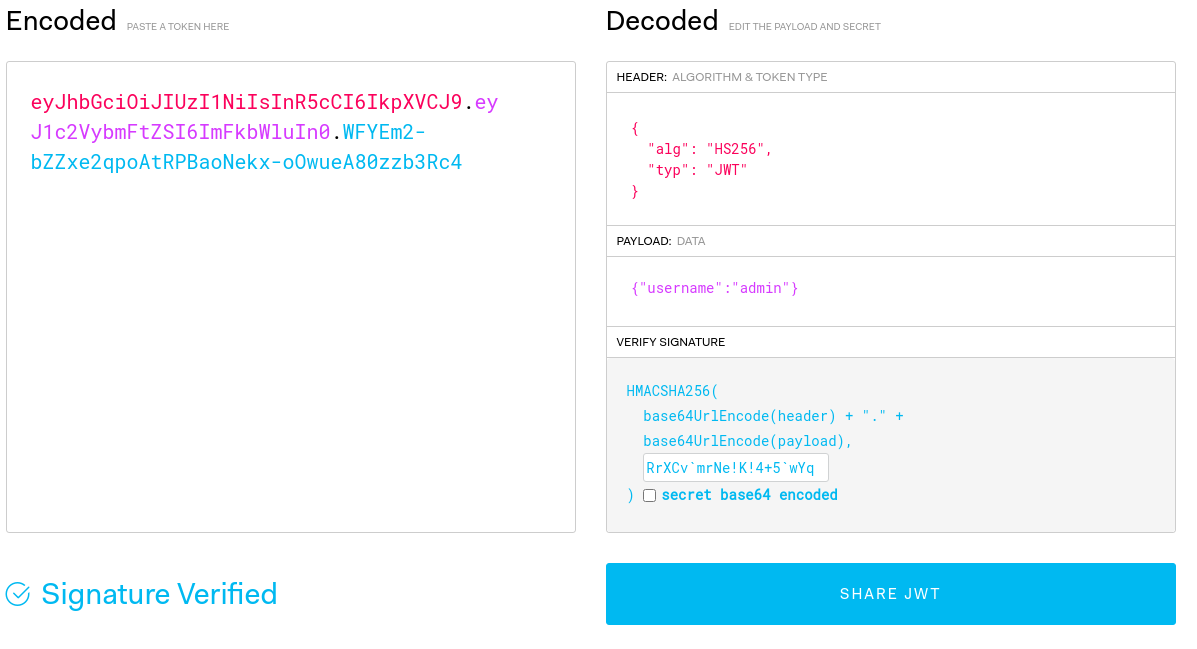 Encoded PASTE A TOKEN HERE
eyJhbGciOiJIUzI1NiIsInR5cCI6IkpXVCJ9.ey
J1c2VybmFtZSI6ImFkbWluIn0.WFYEm2-
bZZxe2qpoAtRPBaoNekx-oOwueA80zzb3Rc4
Signature Verified
Decoded EDIT THE PAYLOAD AND SECRET
HEADER: ALGORITHM & TOKEN TYPE
{
"alg": "HS256",
"typ": "JWT"
}
PAYLOAD: DATA
{"username":"admin"}
VERIFY SIGNATURE
HMACSHA256(
base64UrlEncode(header) + "." +
base64UrlEncode(payload),
RrXCv`mrNe!K!4+5`wYq
) secret base64 encoded
SHARE JWT